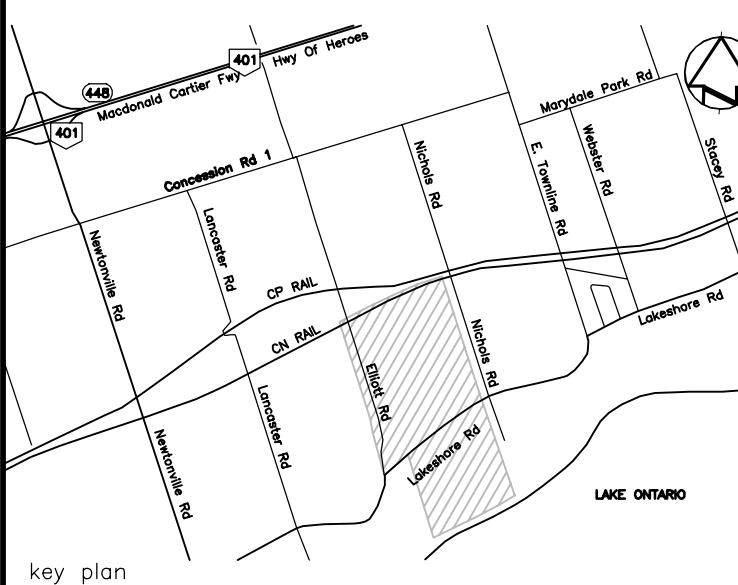 401
Hwy Of Heroes
Macdonald Cartier Fwy
448
401
Marydale Park Rd
Concession Rd 1
Nichols Rd
E. Townline Rd
Webster Rd
Stacey Rd
Newtonville Rd
Lancaster Rd
CP RAIL
CN RAIL
Lakeshore Rd
Nichols Rd
Elliott Rd
Lancaster Rd
Newtonville Rd
Lakeshore Rd
LAKE ONTARIO
key plan